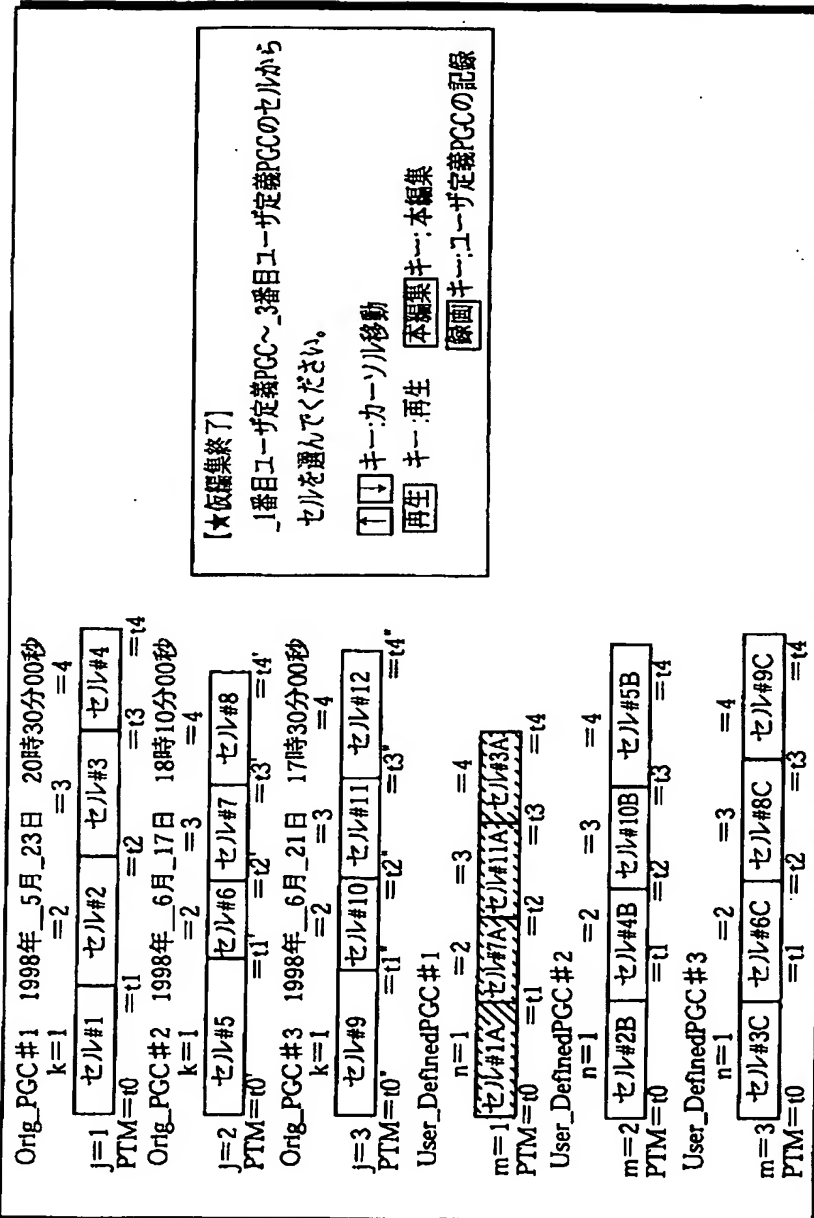 Orig_PGC#1 1998年_5月_23日 20時30分00秒
k=1 =2 =3 =4
j=1 セル#1 セル#2 セル#3 セル#4
PTM=t0 =t1 =t2 =t3 =t4
Orig_PGC#2 1998年_6月_17日 18時10分00秒
k=1 =2 =3 =4
j=2 セル#5 セル#6 セル#7 セル#8
PTM=t0' =t1' =t2' =t3' =t4'
Orig_PGC#3 1998年_6月_21日 17時30分00秒
k=1 =2 =3 =4
j=3 セル#9 セル#10 セル#11 セル#12
PTM=t0" =t1" =t2" =t3" =t4"
User_DefinedPGC#1
n=1 =2 =3 =4
m=1 セル#1A セル#7A セル#11A セル#3A
PTM=t0 =t1 =t2 =t3 =t4
User_DefinedPGC#2
n=1 =2 =3 =4
m=2 セル#2B セル#4B セル#10B セル#5B
PTM=t0 =t1 =t2 =t3 =t4
User_DefinedPGC#3
n=1 =2 =3 =4
m=3 セル#3C セル#6C セル#8C セル#9C
PTM=t0 =t1 =t2 =t3 =t4
【★仮編集終了】
_1番目ユーザ定義PGC～_3番目ユーザ定義PGCのセルから
セルを選んでください。
↑ ↓ キー:カーソル移動
再生 キー:再生 本編集 キー:本編集
録画 キー:ユーザ定義PGCの記録